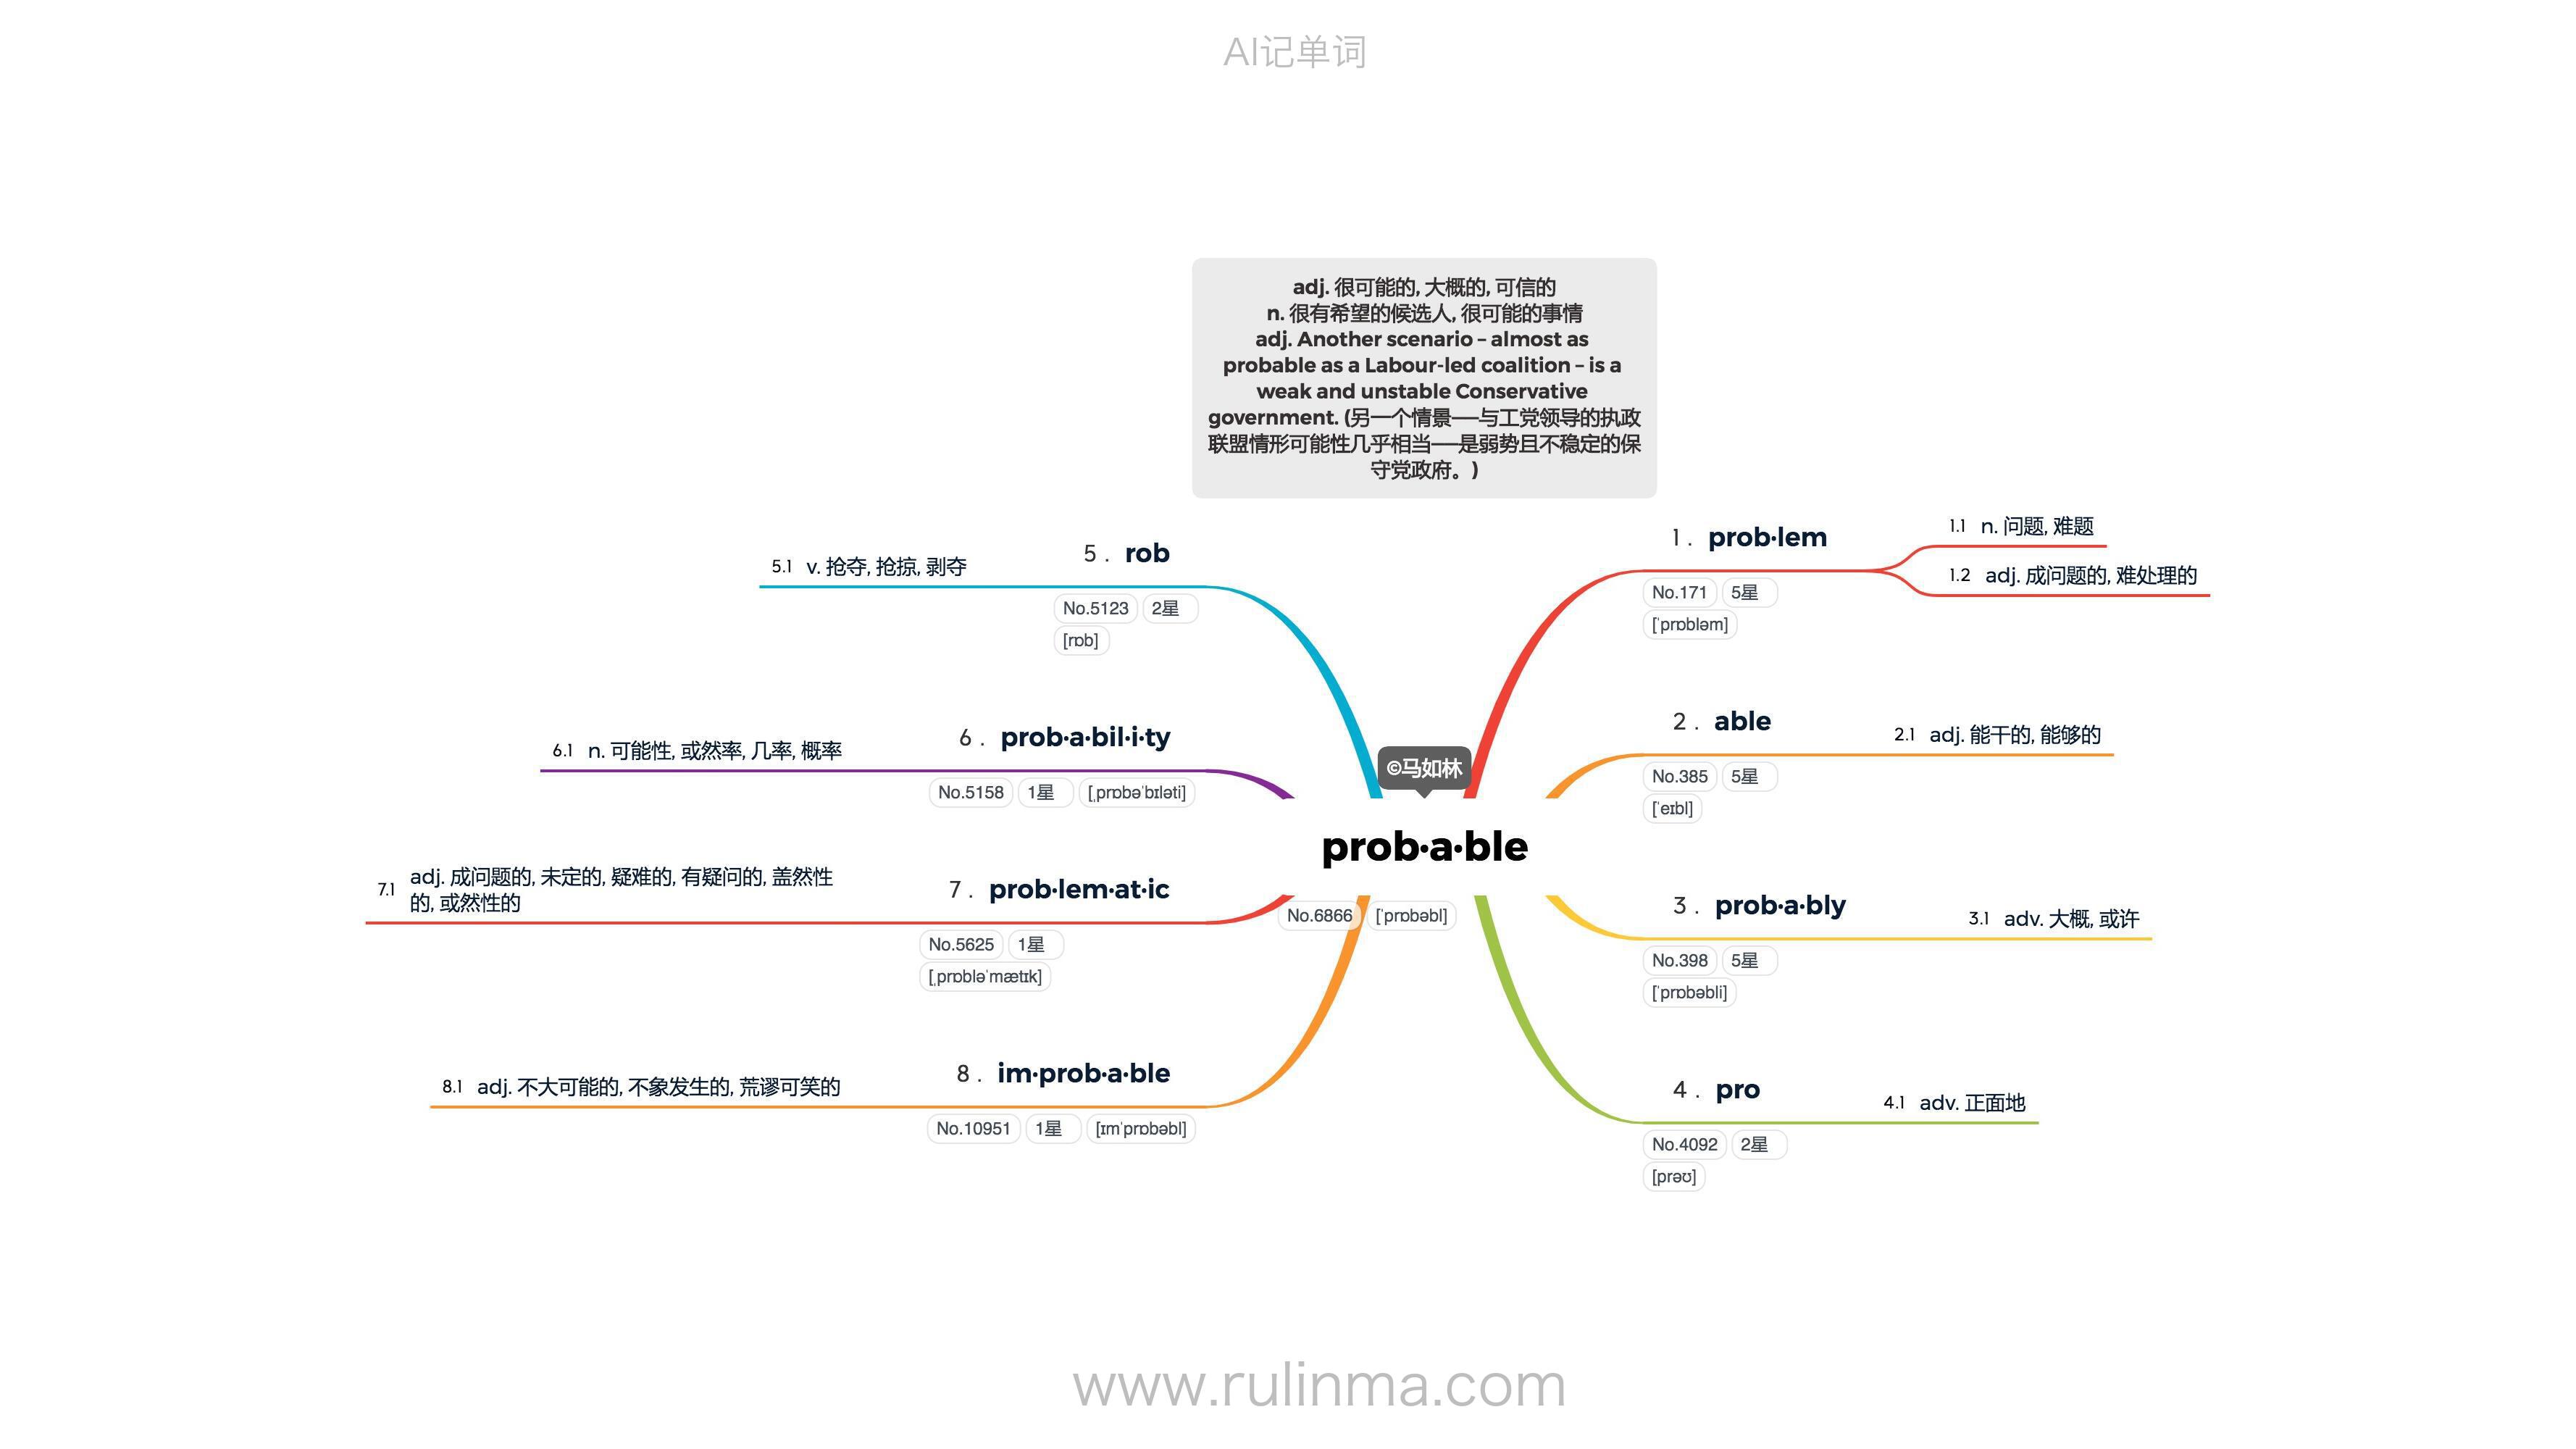 AI记单词
adj. 很可能的, 大概的, 可信的
n. 很有希望的候选人, 很可能的事情
adj. Another scenario – almost as
probable as a Labour-led coalition – is a
weak and unstable Conservative
government. (另一个情景——与工党领导的执政
联盟情形可能性几乎相当——是弱势且不稳定的保
守党政府。)
©马如林
prob·a·ble
No.6866 [ˈprɒbəbl]
1. prob·lem
No.171 5星
[ˈprɒbləm]
1.1 n. 问题, 难题
1.2 adj. 成问题的, 难处理的
2. able
No.385 5星
[ˈeɪbl]
2.1 adj. 能干的, 能够的
3. prob·a·bly
No.398 5星
[ˈprɒbəbli]
3.1 adv. 大概, 或许
4. pro
No.4092 2星
[prəʊ]
4.1 adv. 正面地
5. rob
No.5123 2星
[rɒb]
5.1 v. 抢夺, 抢掠, 剥夺
6. prob·a·bil·i·ty
No.5158 1星 [ˌprɒbəˈbɪləti]
6.1 n. 可能性, 或然率, 几率, 概率
7. prob·lem·at·ic
No.5625 1星
[ˌprɒbləˈmætɪk]
7.1 adj. 成问题的, 未定的, 疑难的, 有疑问的, 盖然性
的, 或然性的
8. im·prob·a·ble
No.10951 1星 [ɪmˈprɒbəbl]
8.1 adj. 不大可能的, 不象发生的, 荒谬可笑的
www.rulinma.com